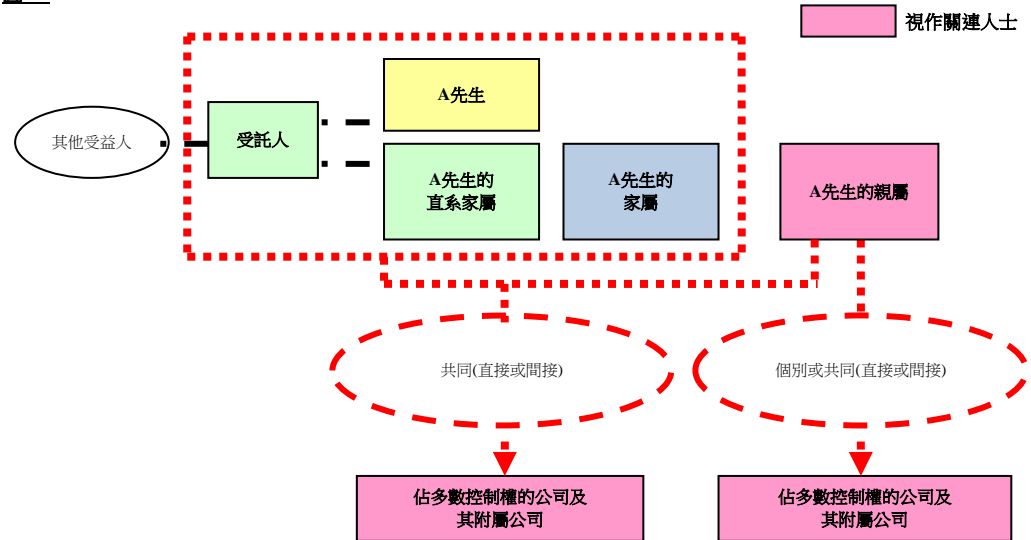 視作關連人士
A先生
其他受益人
受託人
A先生的
直系家屬
A先生的
家屬
A先生的親屬
共同(直接或間接)
個別或共同(直接或間接)
佔多數控制權的公司及
其附屬公司
佔多數控制權的公司及
其附屬公司